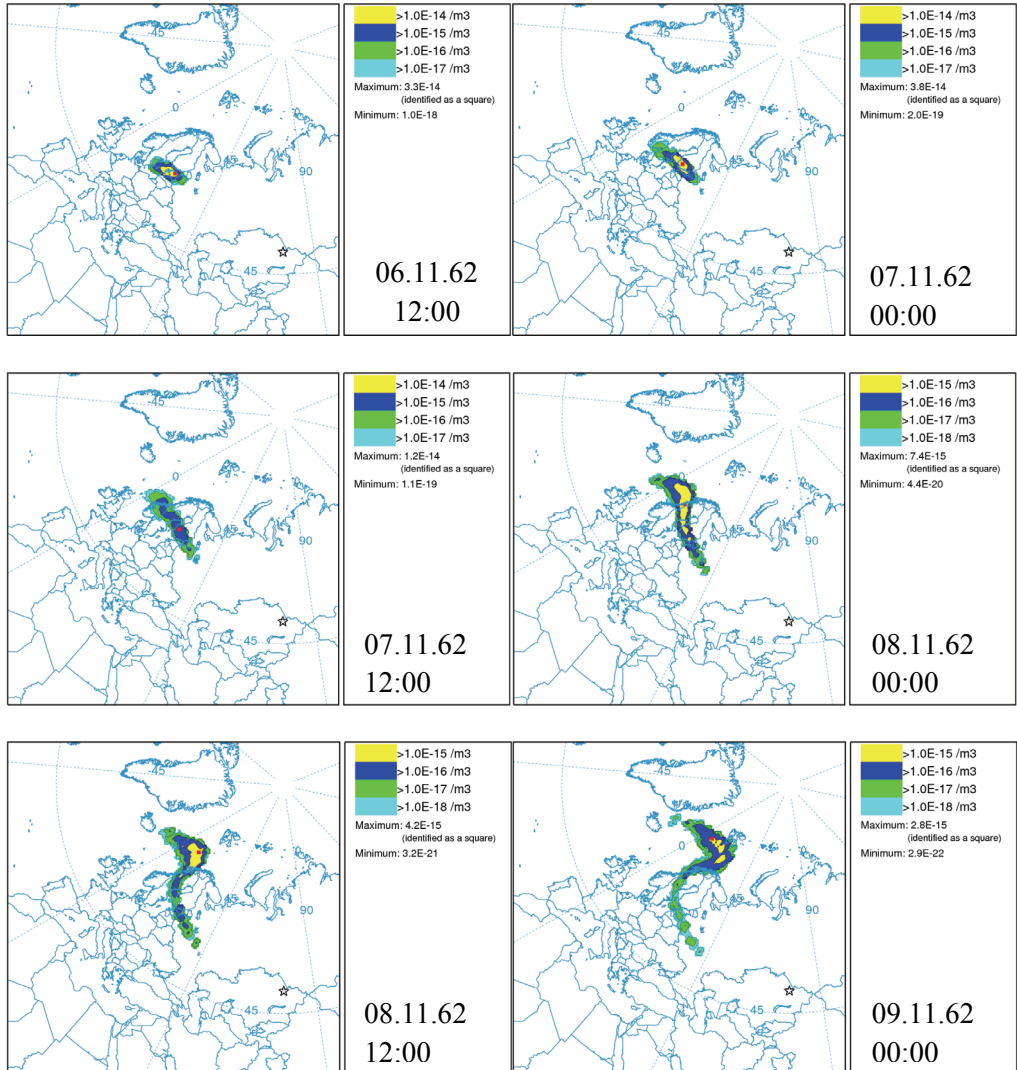 -45
0
45
90
45
>1.0E-14 /m3
>1.0E-15 /m3
>1.0E-16 /m3
>1.0E-17 /m3
Maximum: 3.3E-14
(identified as a square)
Minimum: 1.0E-18
06.11.62
12:00
-45
0
45
90
45
>1.0E-14 /m3
>1.0E-15 /m3
>1.0E-16 /m3
>1.0E-17 /m3
Maximum: 3.8E-14
(identified as a square)
Minimum: 2.0E-19
07.11.62
00:00
-45
0
45
90
45
>1.0E-14 /m3
>1.0E-15 /m3
>1.0E-16 /m3
>1.0E-17 /m3
Maximum: 1.2E-14
(identified as a square)
Minimum: 1.1E-19
07.11.62
12:00
-45
0
45
90
45
>1.0E-15 /m3
>1.0E-16 /m3
>1.0E-17 /m3
>1.0E-18 /m3
Maximum: 7.4E-15
(identified as a square)
Minimum: 4.4E-20
08.11.62
00:00
-45
0
45
90
45
>1.0E-15 /m3
>1.0E-16 /m3
>1.0E-17 /m3
>1.0E-18 /m3
Maximum: 4.2E-15
(identified as a square)
Minimum: 3.2E-21
08.11.62
12:00
-45
0
45
90
45
>1.0E-15 /m3
>1.0E-16 /m3
>1.0E-17 /m3
>1.0E-18 /m3
Maximum: 2.8E-15
(identified as a square)
Minimum: 2.9E-22
09.11.62
00:00